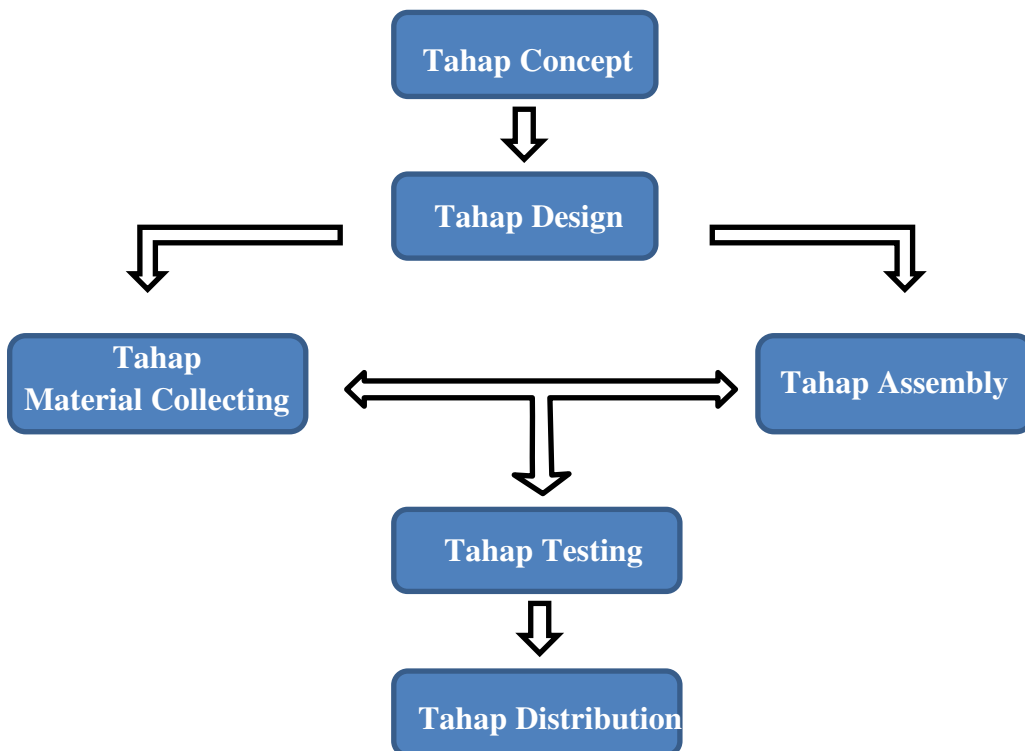 Tahap Concept
Tahap Design
Tahap
Material Collecting
Tahap Assembly
Tahap Testing
Tahap Distribution